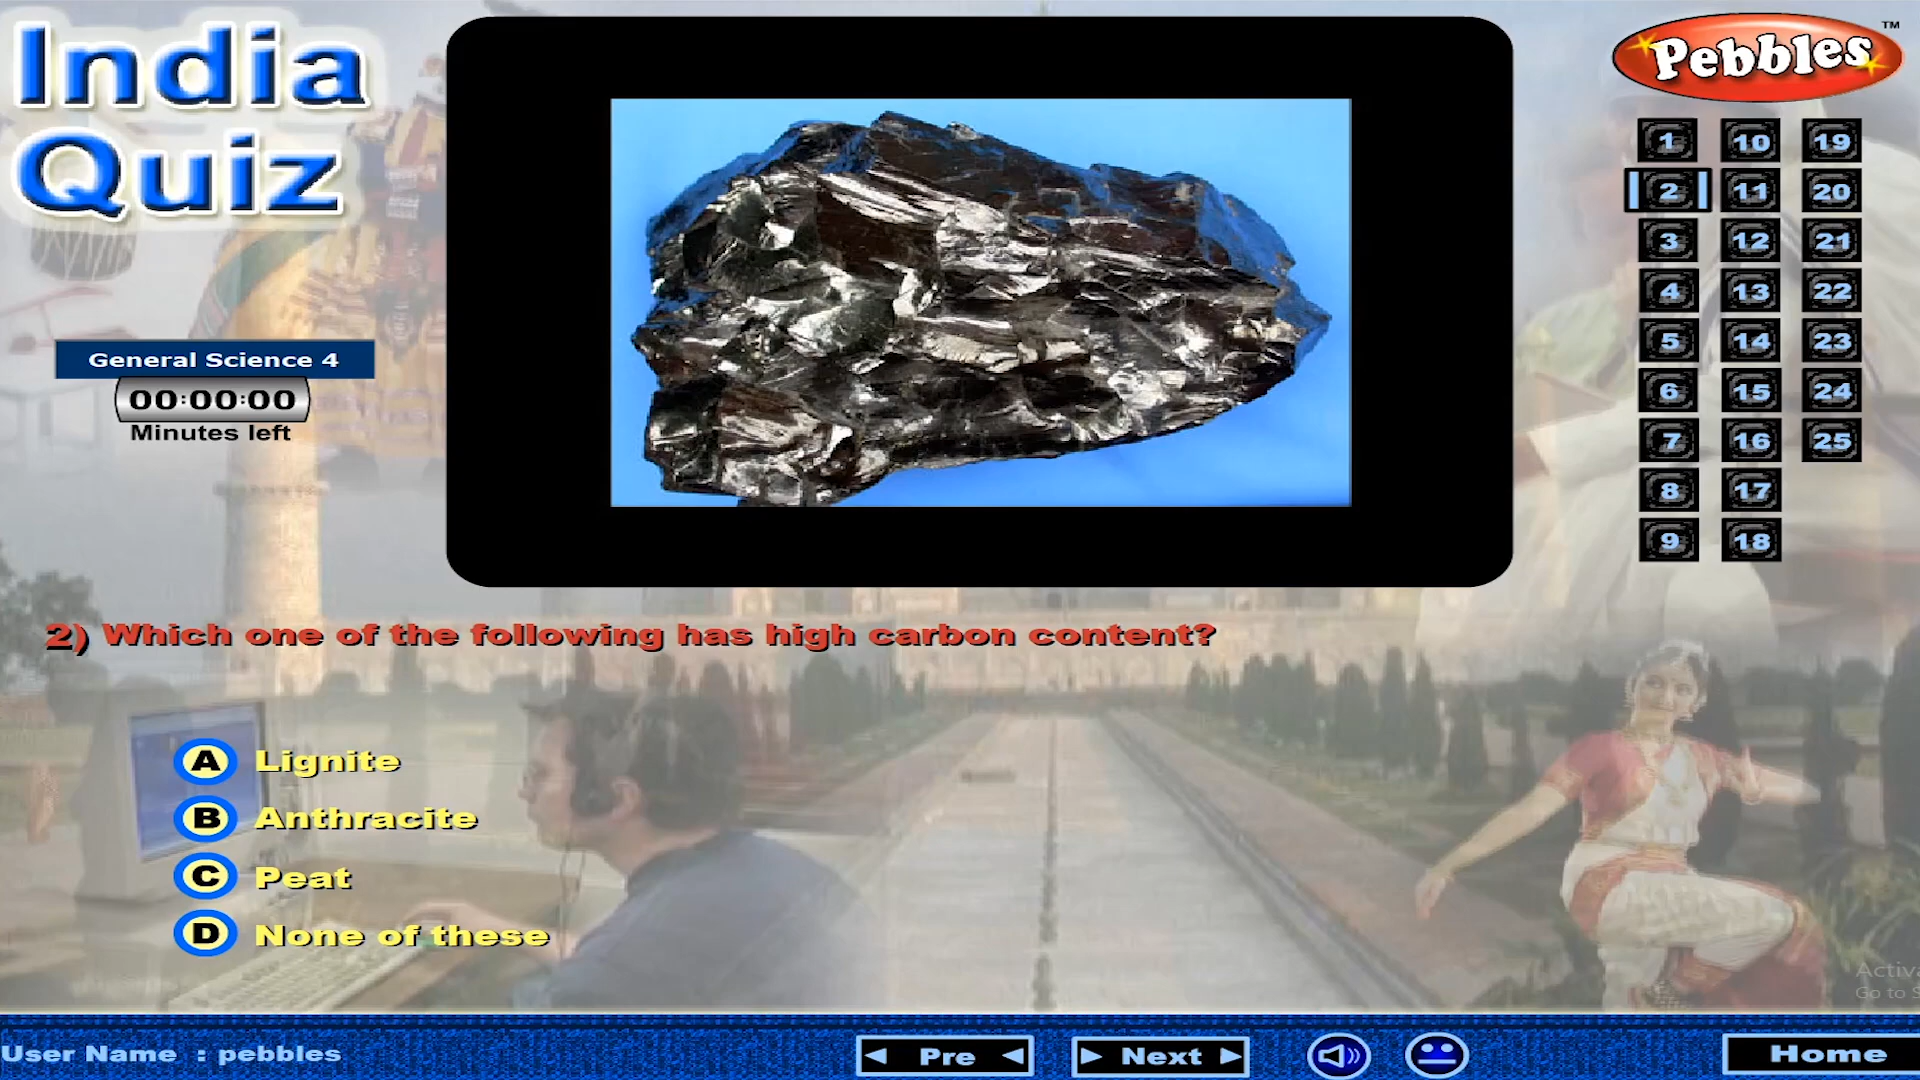 India
Quiz
Pebbles
TM
1 10 19
2 11 20
3 12 21
4 13 22
5 14 23
6 15 24
7 16 25
8 17
9 18
General Science 4
00:00:00
Minutes left
2) Which one of the following has high carbon content?
A Lignite
B Anthracite
C Peat
D None of these
Activa
Go to S
User Name : pebbles
Pre
Next
Home